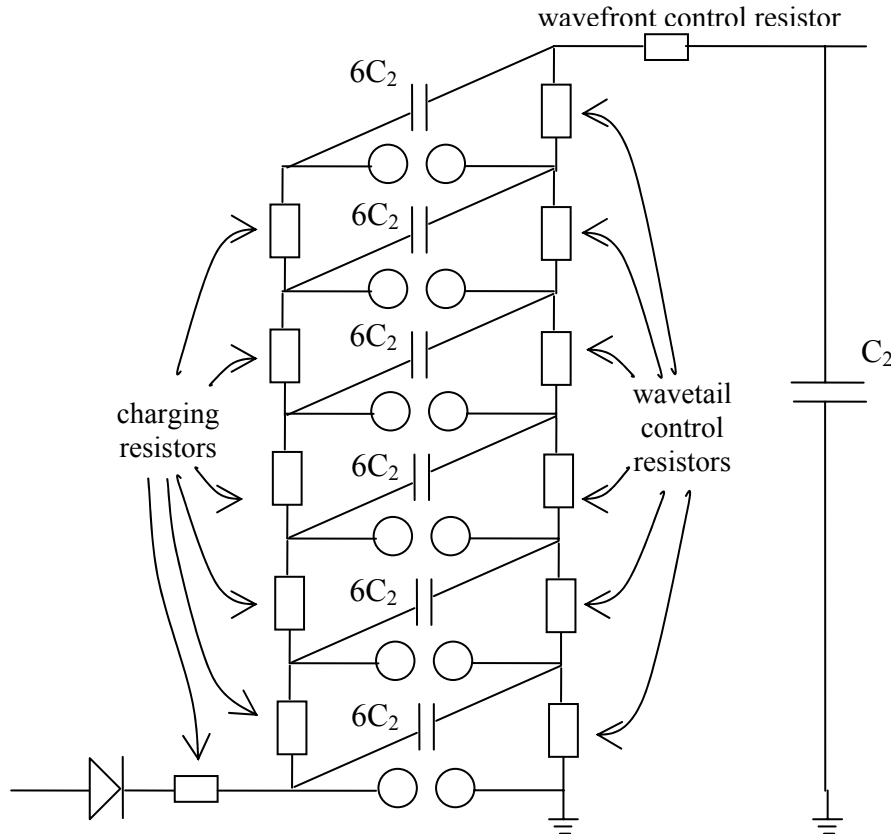 wavefront control resistor
6C₂
6C₂
6C₂
C₂
charging
resistors
wavetail
control
resistors
6C₂
6C₂
6C₂